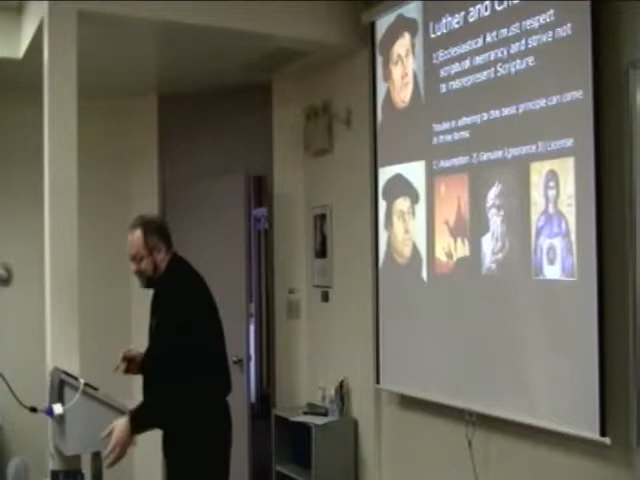 Luther and
1)Ecclesiastical Art must respect
scriptural inerrancy and strive not
to misrepresent Scripture.
Trouble in adhering to this basic principle can come
in three forms:
1) Assumption 2) Genuine Ignorance 3) License